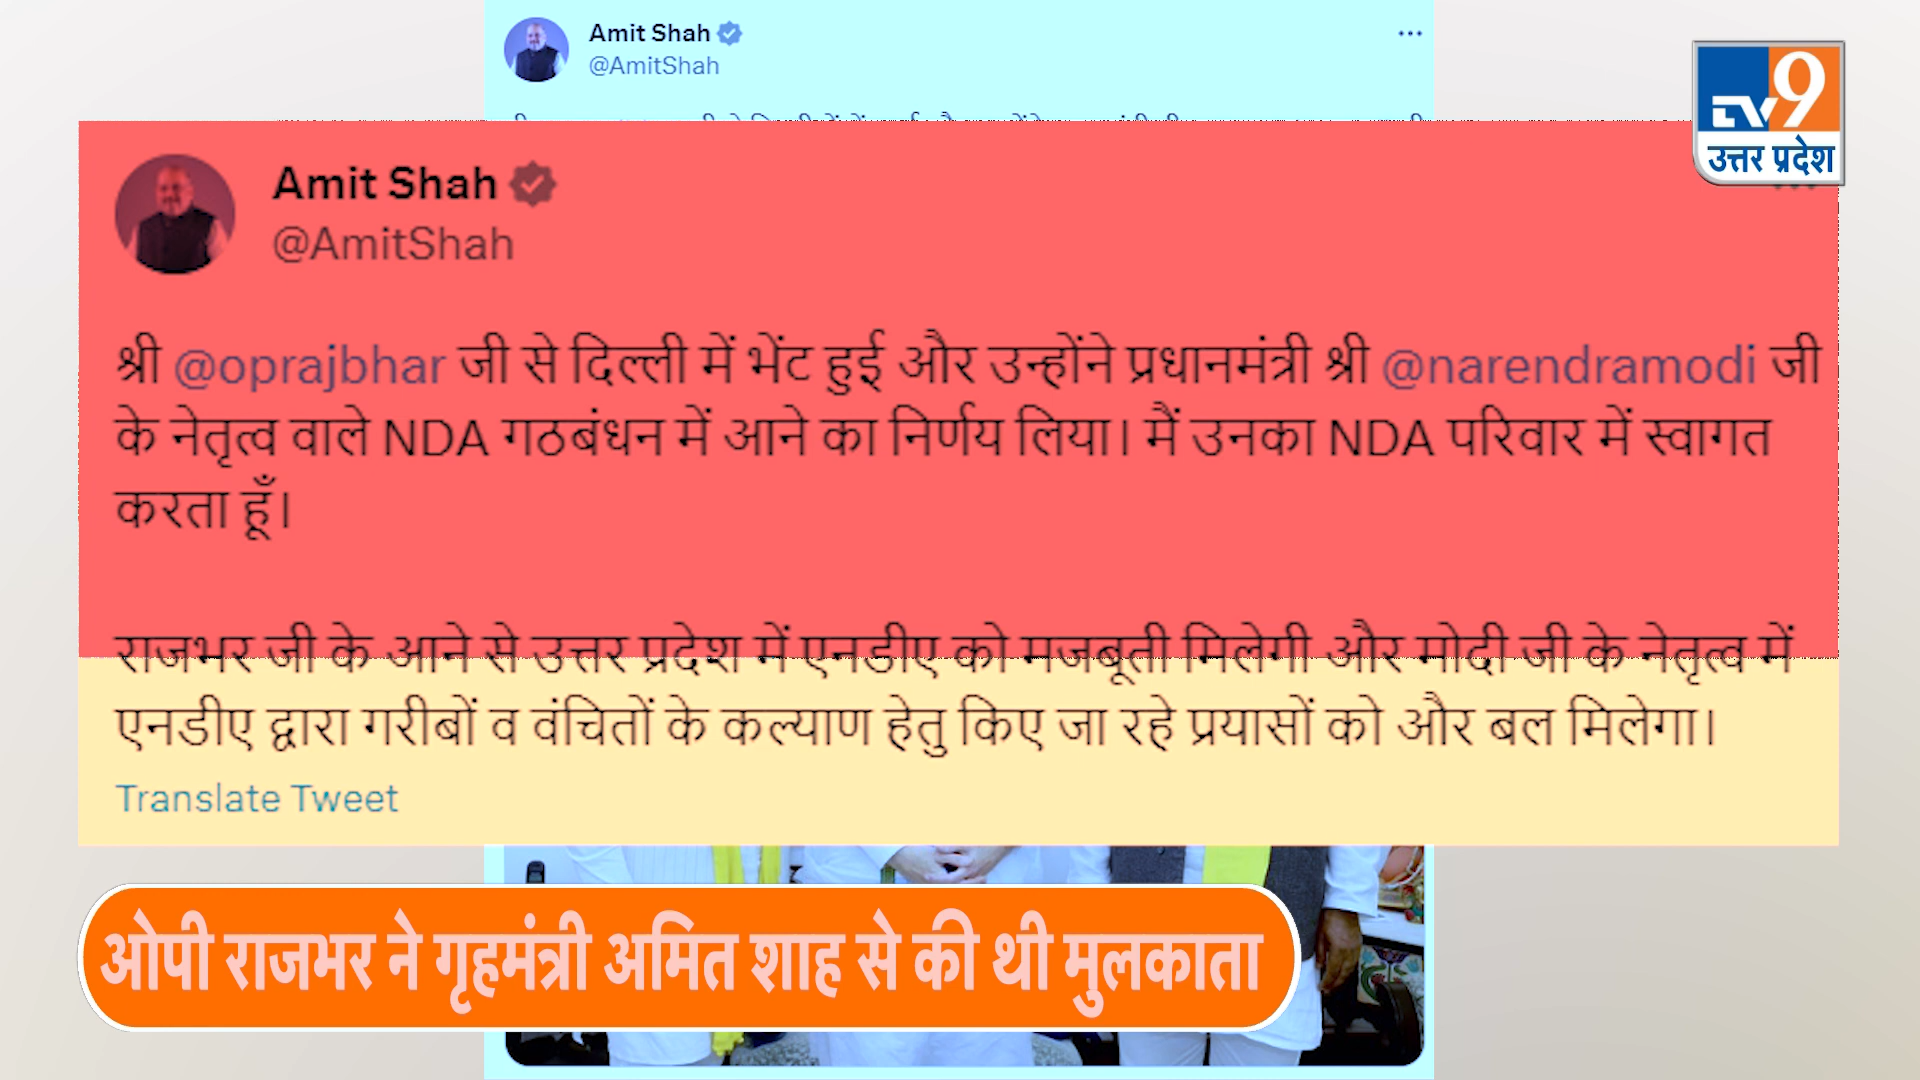 Amit Shah
@AmitShah
TV9
उत्तर प्रदेश
Amit Shah
@AmitShah
श्री @oprajbhar जी से दिल्ली में भेंट हुई और उन्होंने प्रधानमंत्री श्री @narendramodi जी
के नेतृत्व वाले NDA गठबंधन में आने का निर्णय लिया। मैं उनका NDA परिवार में स्वागत
करता हूँ।
राजभर जी के आने से उत्तर प्रदेश में एनडीए को मजबूती मिलेगी और मोदी जी के नेतृत्व में
एनडीए द्वारा गरीबों व वंचितों के कल्याण हेतु किए जा रहे प्रयासों को और बल मिलेगा।
Translate Tweet
ओपी राजभर ने गृहमंत्री अमित शाह से की थी मुलकाता